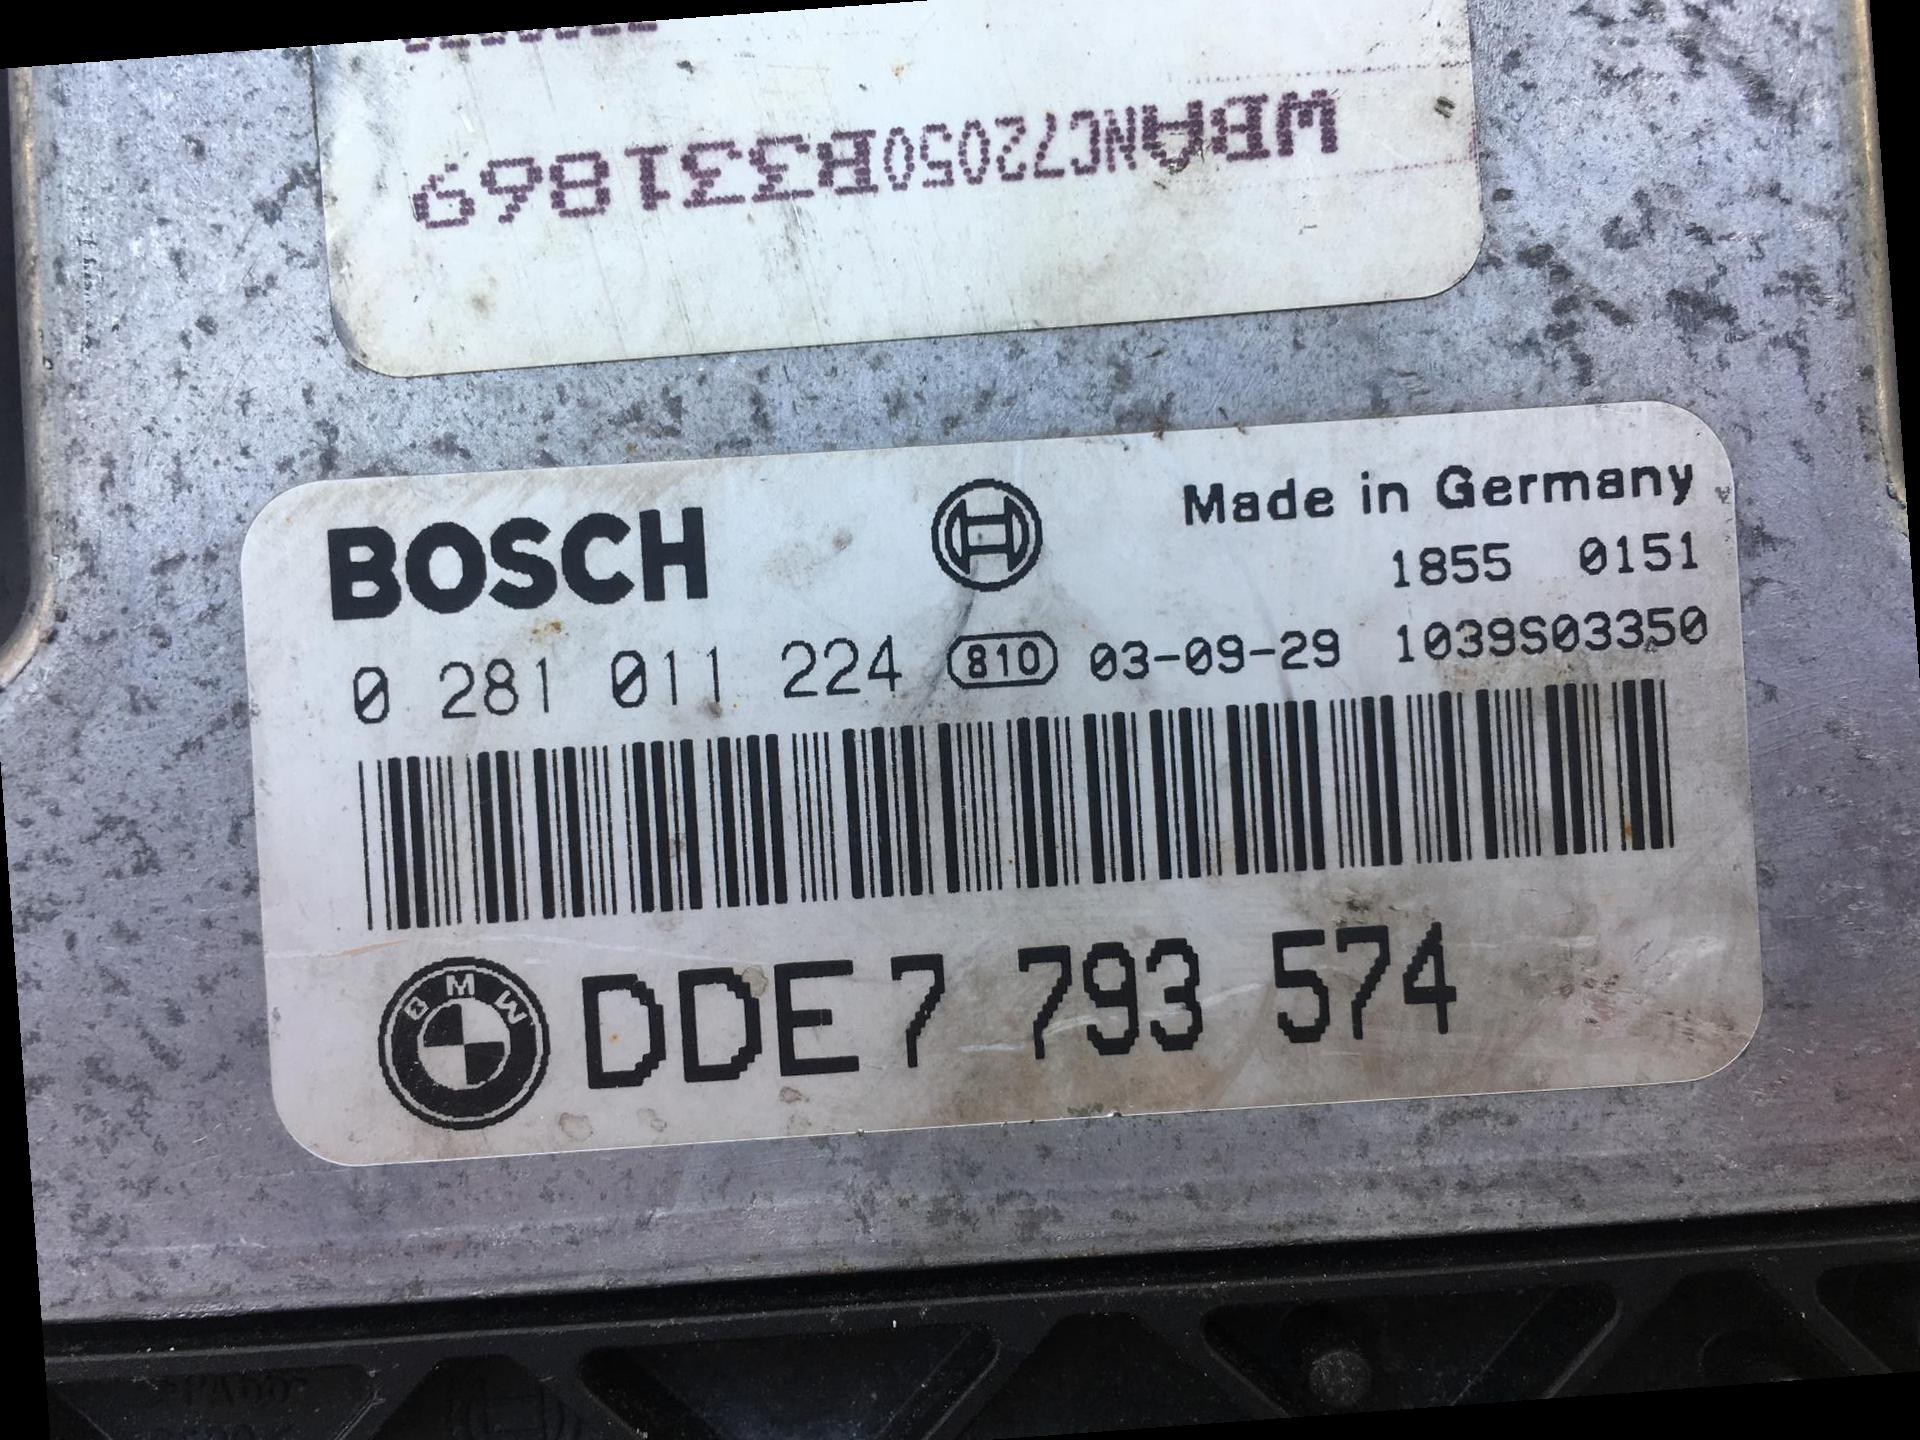 WBANC72050B331869
BOSCH
Made in Germany
1855 0151
0 281 011 224 810 03-09-29 1039S03350
BMW
DDE 7 793 574